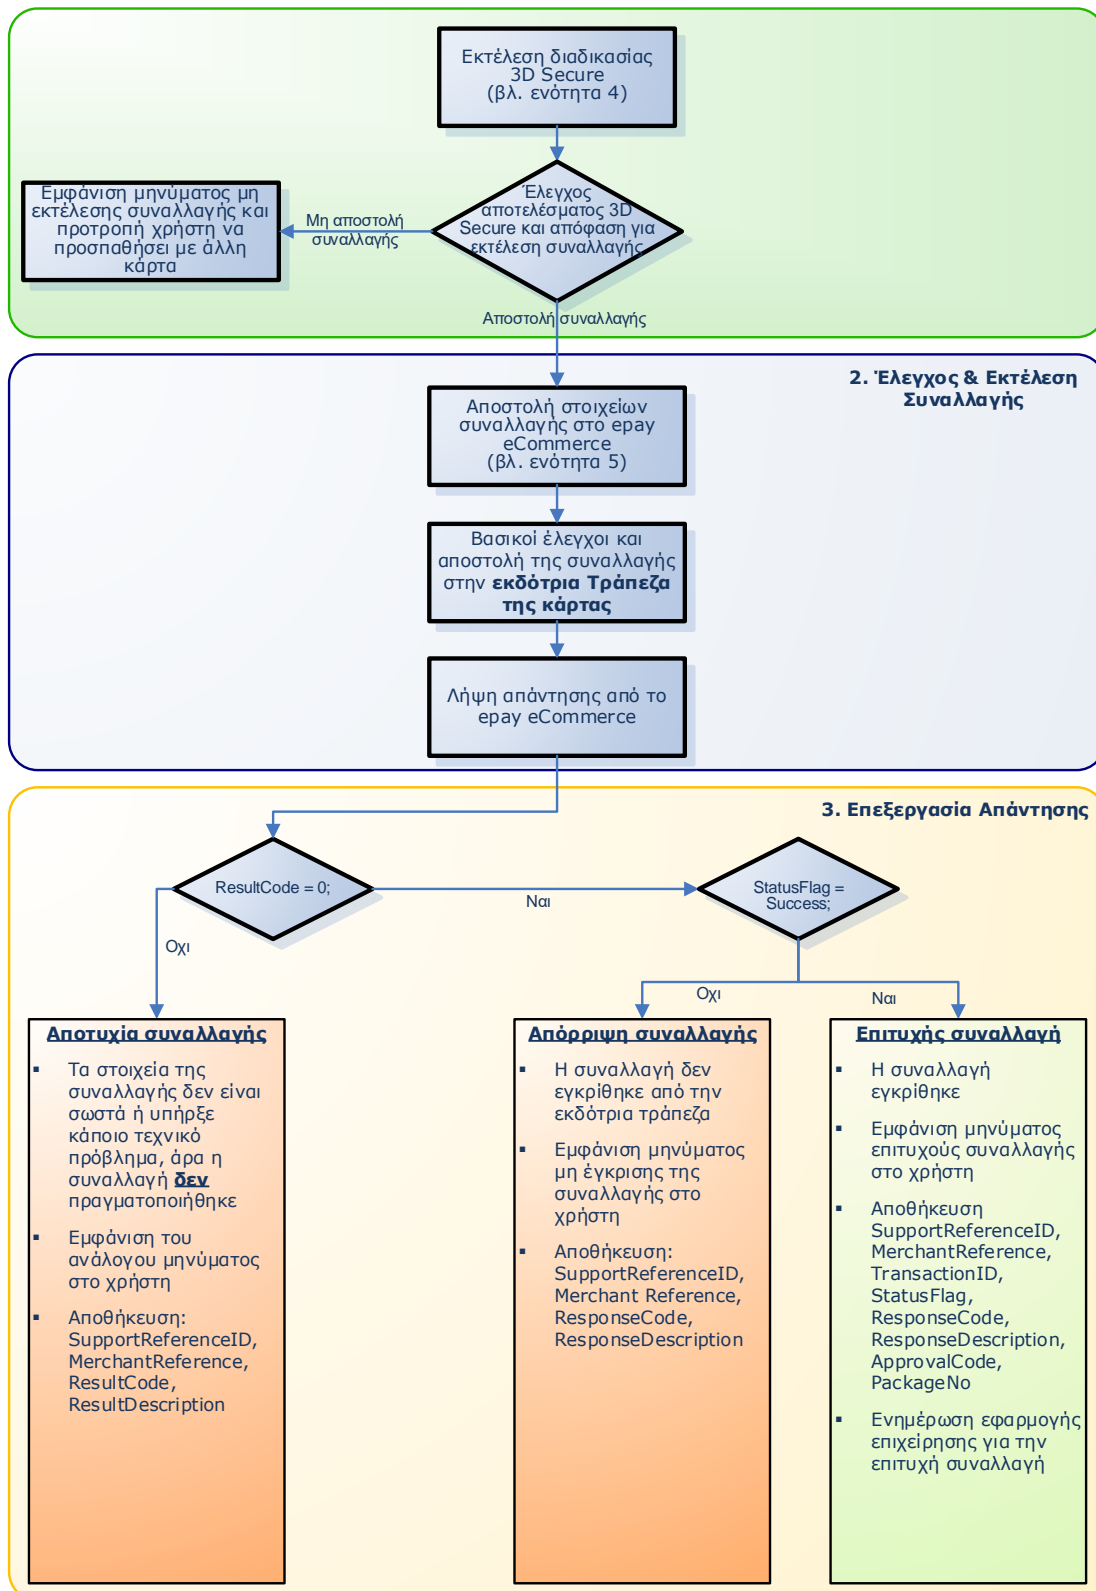 Εκτέλεση διαδικασίας
3D Secure
(βλ. ενότητα 4)
Έλεγχος
αποτελέσματος 3D
Secure και απόφαση για
εκτέλεση συναλλαγής
Μη αποστολή
συναλλαγής
Εμφάνιση μηνύματος μη
εκτέλεσης συναλλαγής και
προτροπή χρήστη να
προσπαθήσει με άλλη
κάρτα
Αποστολή συναλλαγής
2. Έλεγχος & Εκτέλεση
Συναλλαγής
Αποστολή στοιχείων
συναλλαγής στο epay
eCommerce
(βλ. ενότητα 5)
Βασικοί έλεγχοι και
αποστολή της συναλλαγής
στην εκδότρια Τράπεζα
της κάρτας
Λήψη απάντησης από το
epay eCommerce
3. Επεξεργασία Απάντησης
ResultCode = 0;
Ναι
StatusFlag =
Success;
Οχι
Οχι
Ναι
Αποτυχία συναλλαγής
▪ Τα στοιχεία της
συναλλαγής δεν είναι
σωστά ή υπήρξε
κάποιο τεχνικό
πρόβλημα, άρα η
συναλλαγή δεν
πραγματοποιήθηκε
▪ Εμφάνιση του
ανάλογου μηνύματος
στο χρήστη
▪ Αποθήκευση:
SupportReferenceID,
MerchantReference,
ResultCode,
ResultDescription
Απόρριψη συναλλαγής
▪ Η συναλλαγή δεν
εγκρίθηκε από την
εκδότρια τράπεζα
▪ Εμφάνιση μηνύματος
μη έγκρισης της
συναλλαγής στο
χρήστη
▪ Αποθήκευση:
SupportReferenceID,
Merchant Reference,
ResponseCode,
ResponseDescription
Επιτυχής συναλλαγή
▪ Η συναλλαγή
εγκρίθηκε
▪ Εμφάνιση μηνύματος
επιτυχούς συναλλαγής
στο χρήστη
▪ Αποθήκευση
SupportReferenceID,
MerchantReference,
TransactionID,
StatusFlag,
ResponseCode,
ResponseDescription,
ApprovalCode,
PackageNo
▪ Ενημέρωση εφαρμογής
επιχείρησης για την
επιτυχή συναλλαγή